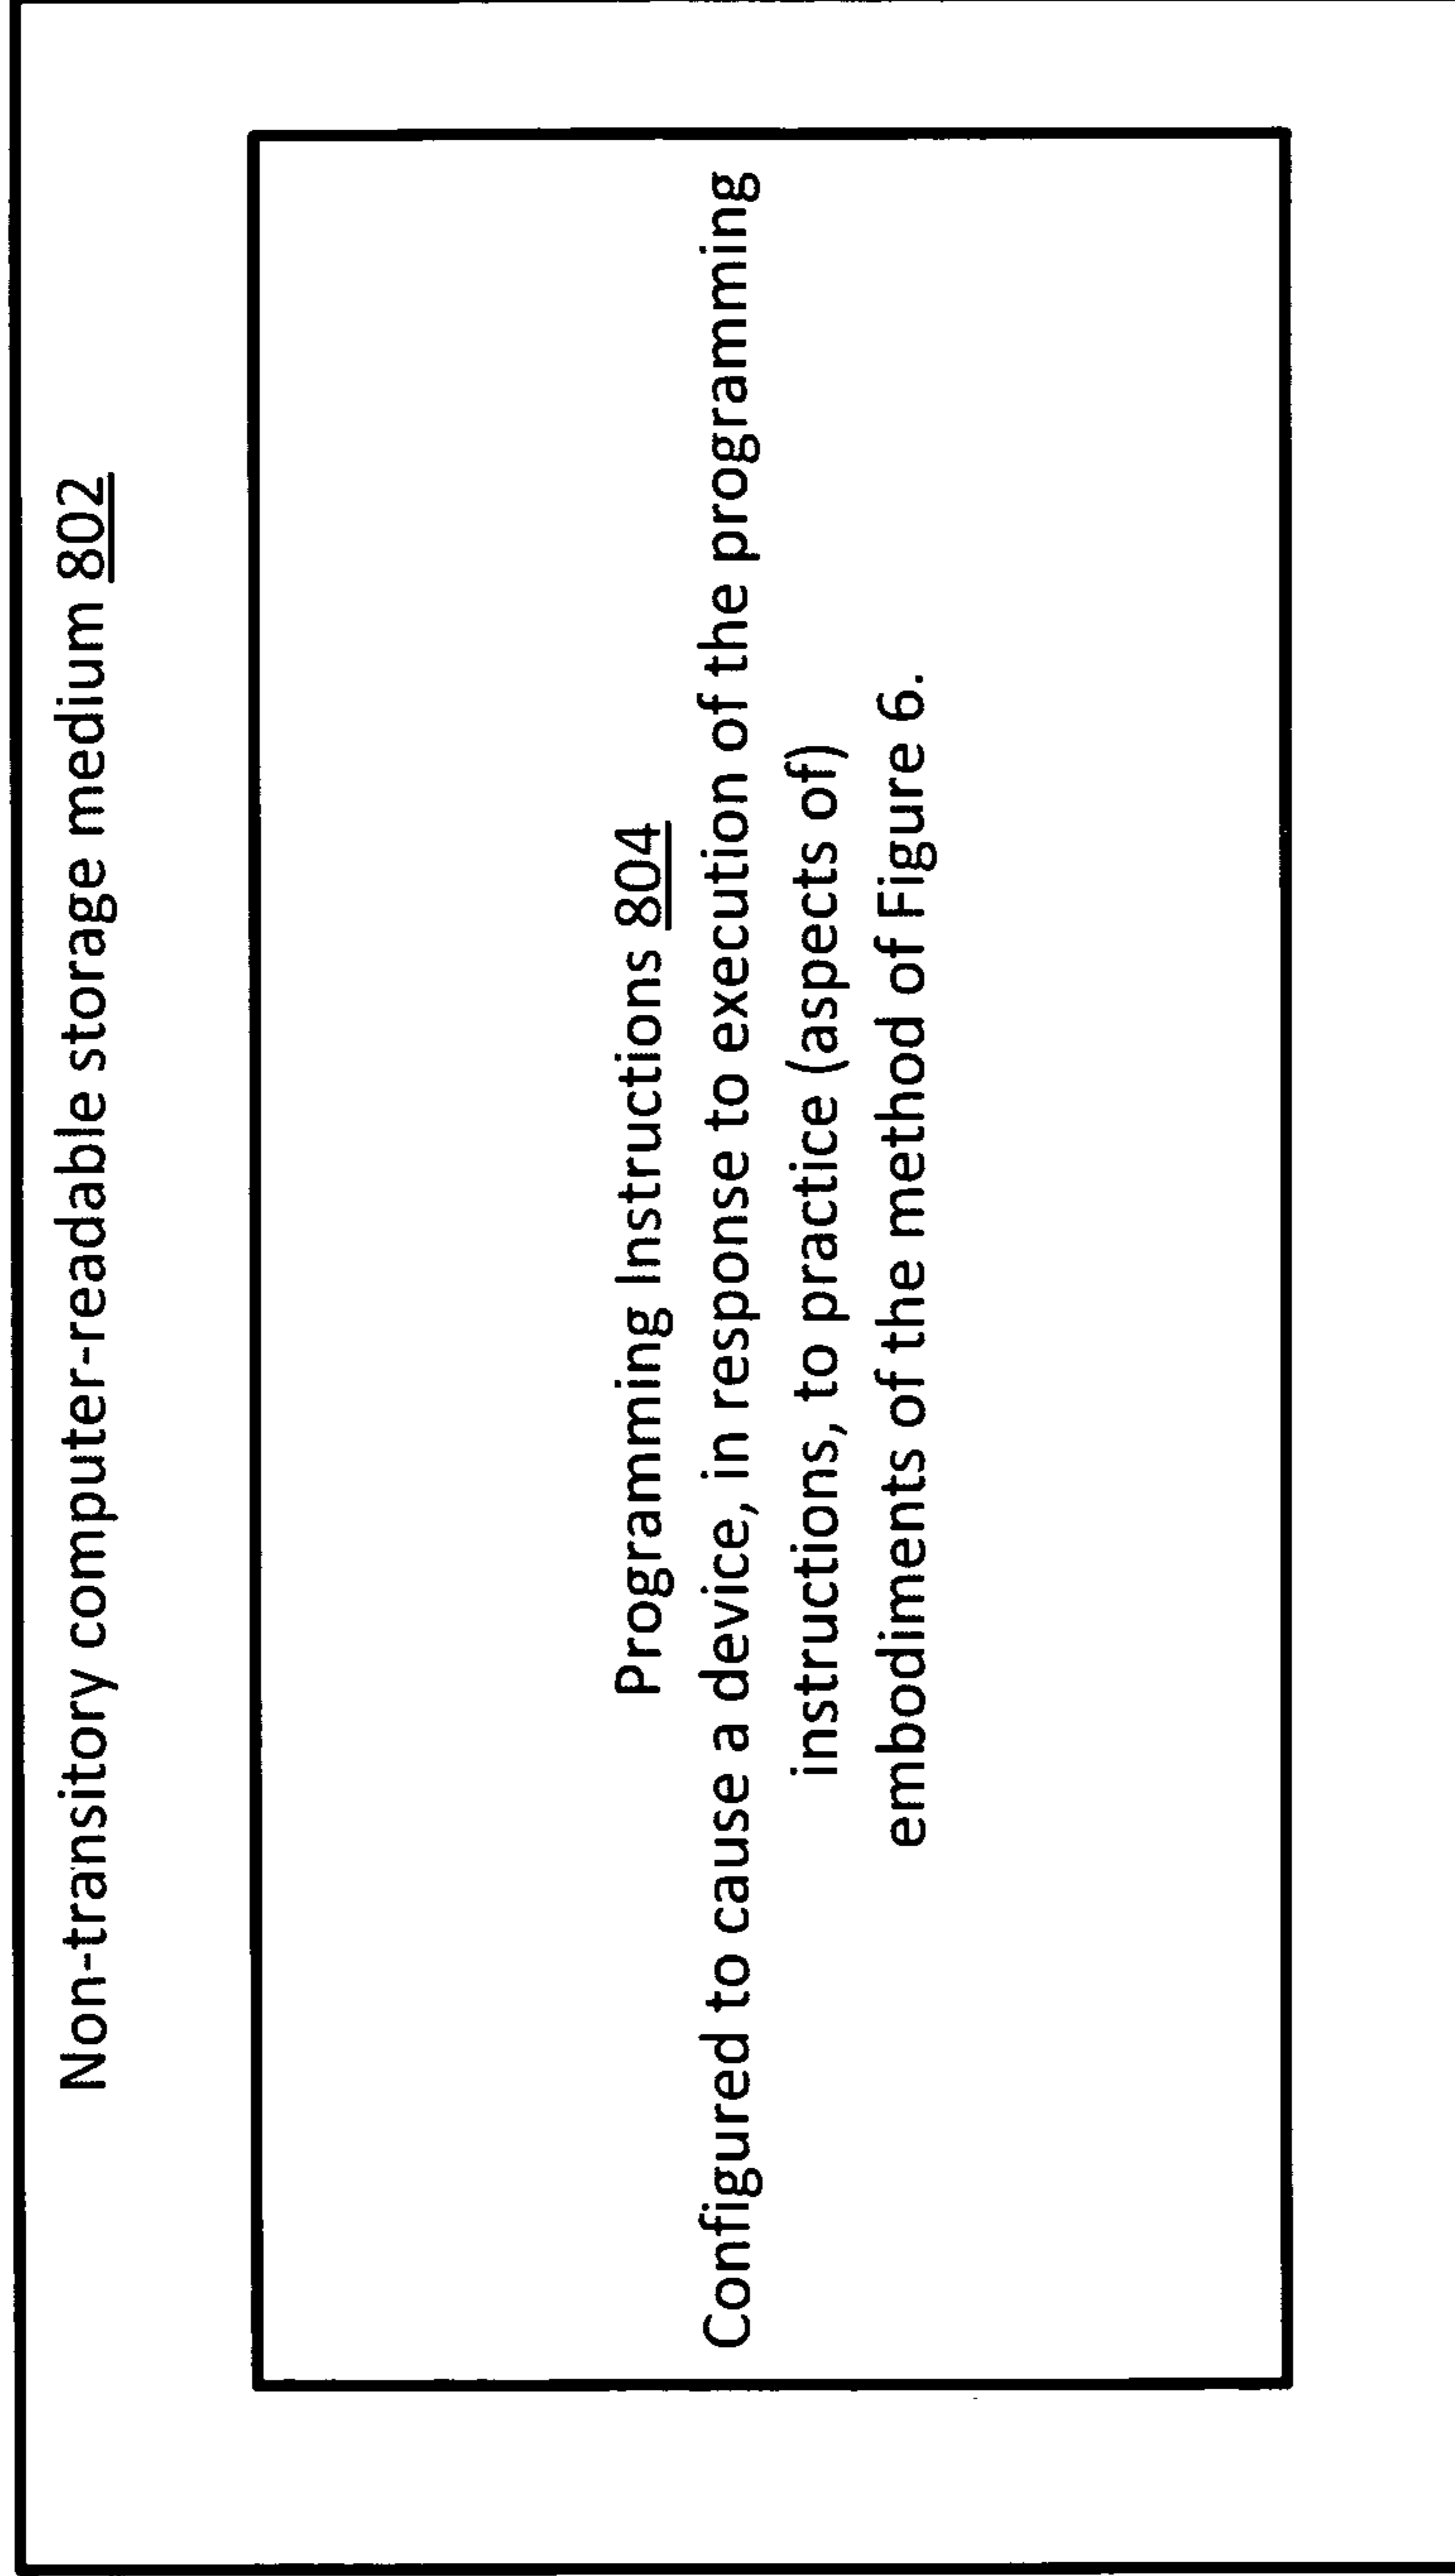 Non-transitory computer-readable storage medium 802
Programming Instructions 804
Configured to cause a device, in response to execution of the programming
instructions, to practice (aspects of)
embodiments of the method of Figure 6.